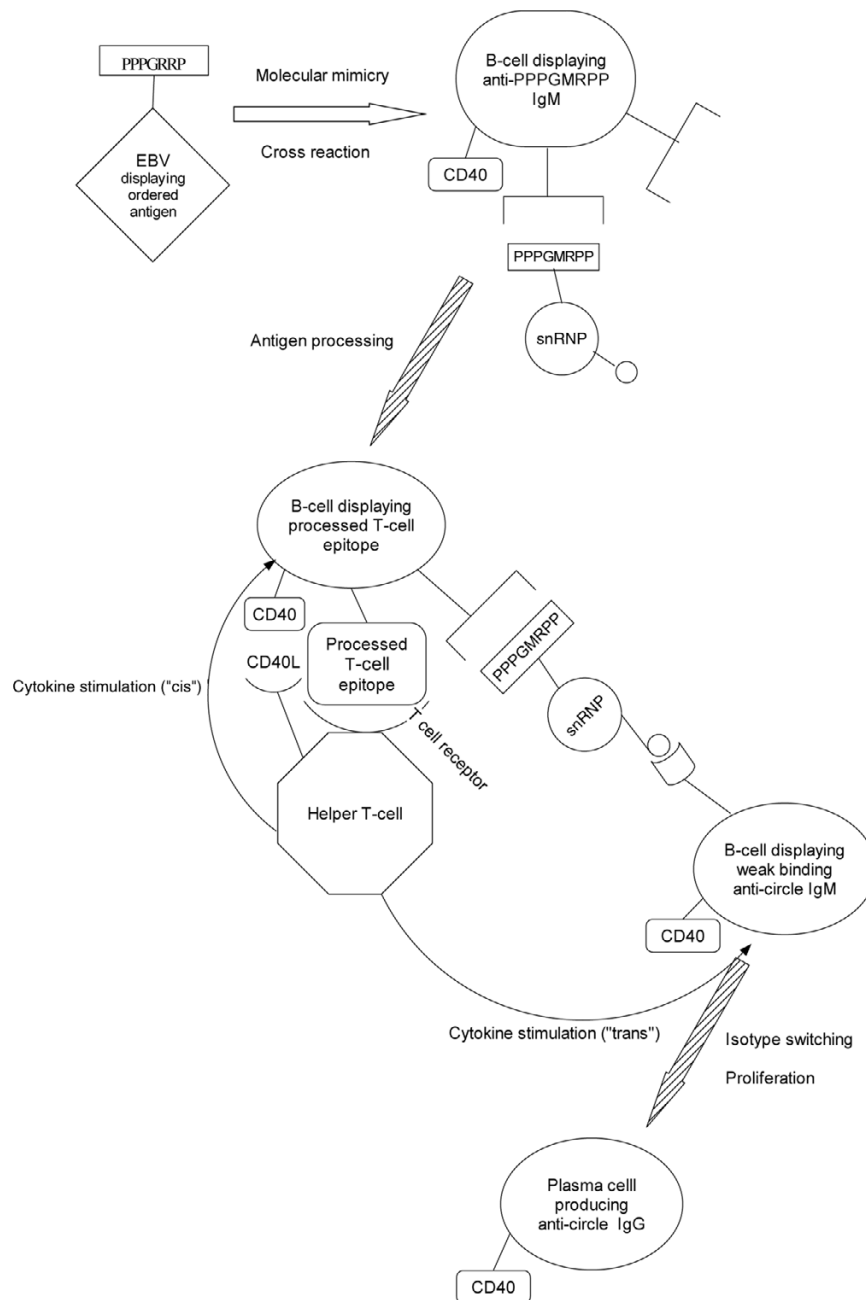 PPPGRRP
EBV
displaying
ordered
antigen
Molecular mimicry
Cross reaction
B-cell displaying
anti-PPPGMRPP
IgM
CD40
PPPGMRPP
snRNP
Antigen processing
B-cell displaying
processed T-cell
epitope
CD40
CD40L
Processed
T-cell
epitope
T cell receptor
PPPGMRPP
snRNP
Cytokine stimulation ("cis")
Helper T-cell
B-cell displaying
weak binding
anti-circle IgM
CD40
Cytokine stimulation ("trans")
Isotype switching
Proliferation
Plasma celll
producing
anti-circle IgG
CD40